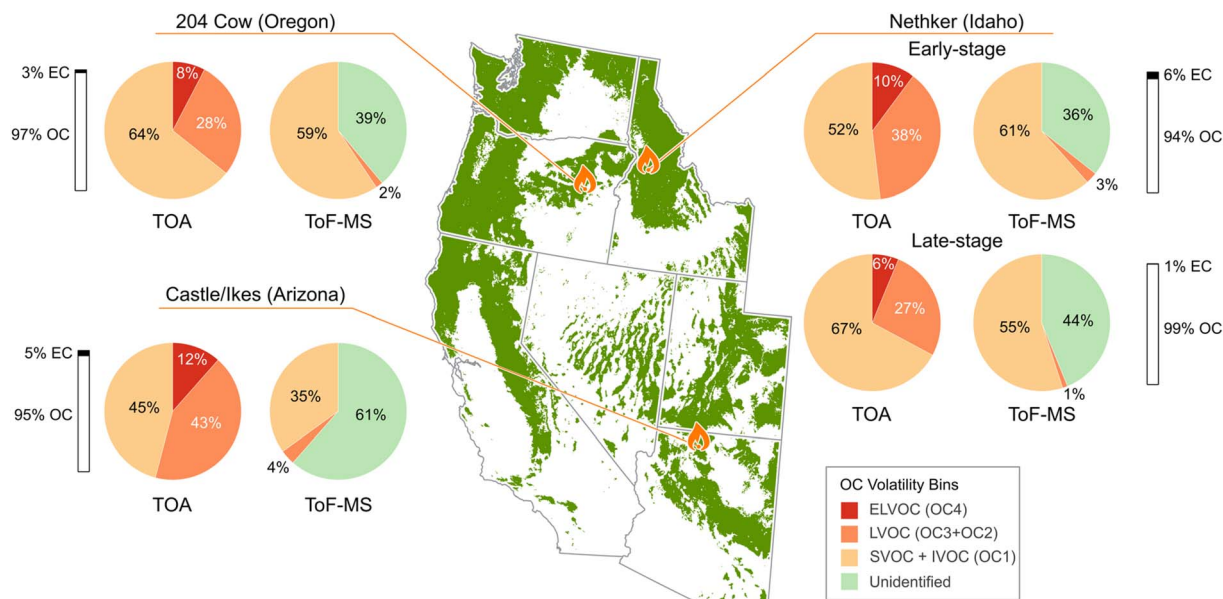 204 Cow (Oregon)
3% EC
97% OC
8%
28%
64%
TOA
39%
59%
2%
ToF-MS
Nethker (Idaho)
Early-stage
10%
38%
52%
TOA
36%
61%
3%
ToF-MS
6% EC
94% OC
Late-stage
6%
27%
67%
TOA
44%
55%
1%
ToF-MS
1% EC
99% OC
Castle/Ikes (Arizona)
5% EC
95% OC
12%
43%
45%
TOA
35%
61%
4%
ToF-MS
OC Volatility Bins
ELVOC (OC4)
LVOC (OC3+OC2)
SVOC + IVOC (OC1)
Unidentified